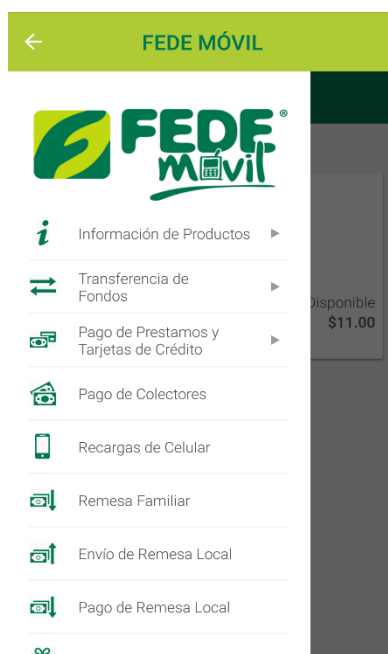 FEDE MÓVIL
FEDE®
MÓvil
Información de Productos
Transferencia de
Fondos
Disponible
$11.00
Pago de Prestamos y
Tarjetas de Crédito
Pago de Colectores
Recargas de Celular
Remesa Familiar
Envío de Remesa Local
Pago de Remesa Local